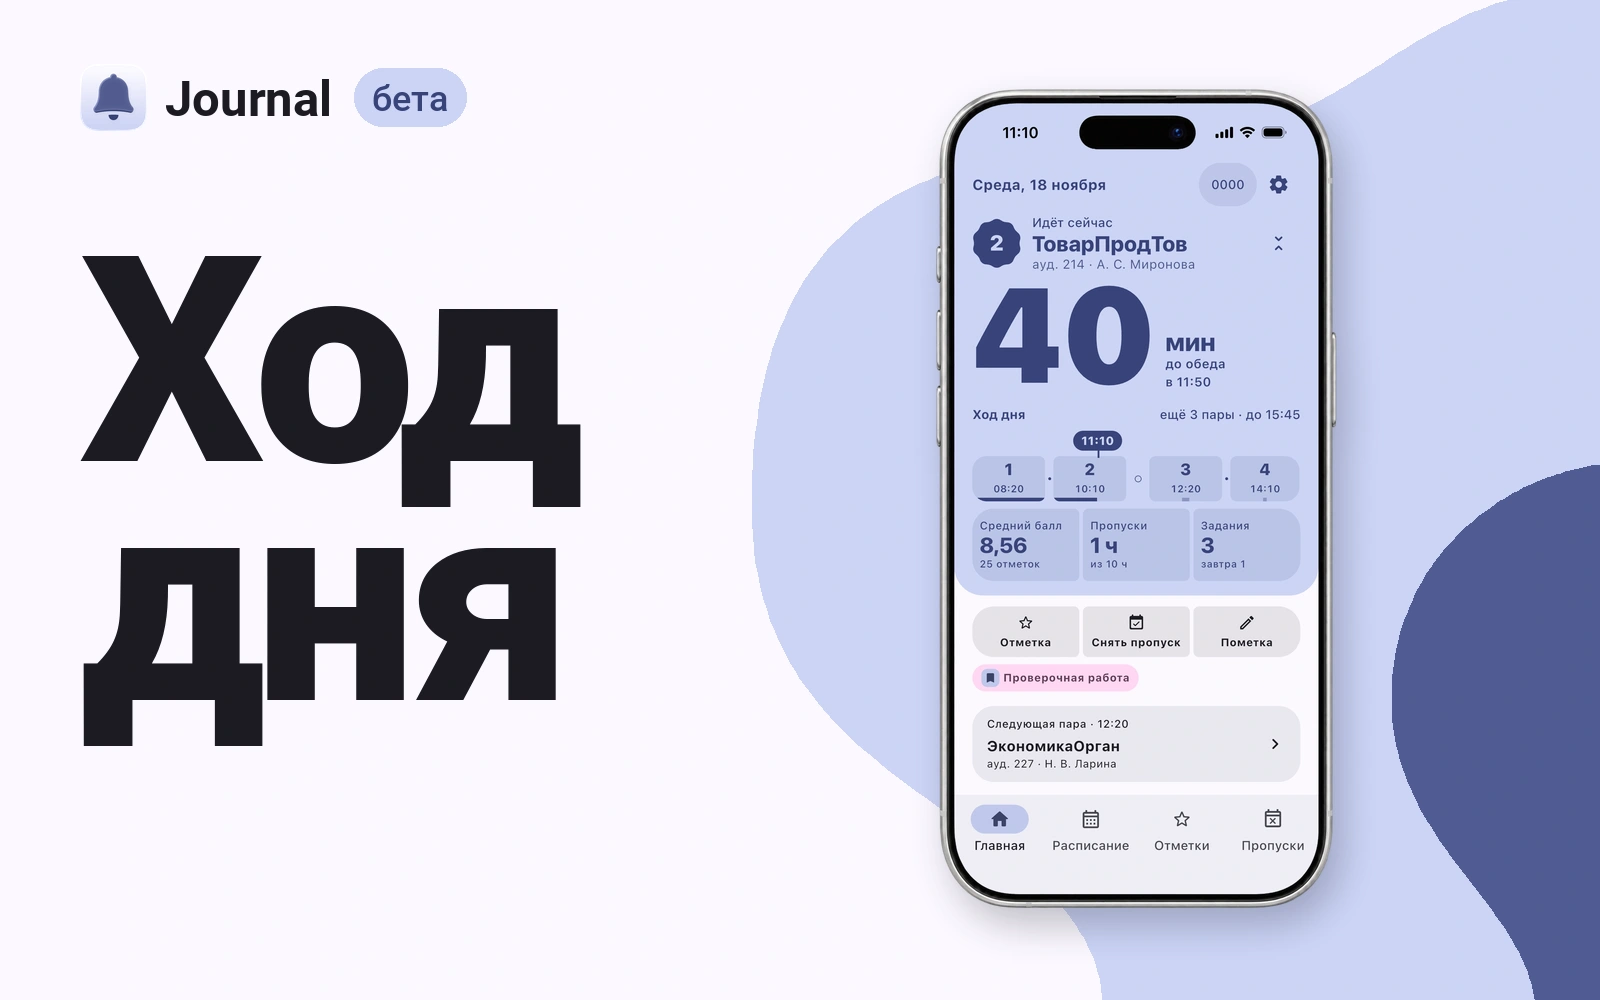 Journal бета
Ход
дня
11:10
Среда, 18 ноября 0000
Идёт сейчас
2 ТоварПродТов
ауд. 214 · А. С. Миронова
40 мин
до обеда
в 11:50
Ход дня ещё 3 пары · до 15:45
11:10
1 2 3 4
08:20 10:10 12:20 14:10
Средний балл Пропуски Задания
8,56 1 ч 3
25 отметок из 10 ч завтра 1
Отметка Снять пропуск Пометка
Проверочная работа
Следующая пара · 12:20
ЭкономикаОрган
ауд. 227 · Н. В. Ларина
Главная Расписание Отметки Пропуски